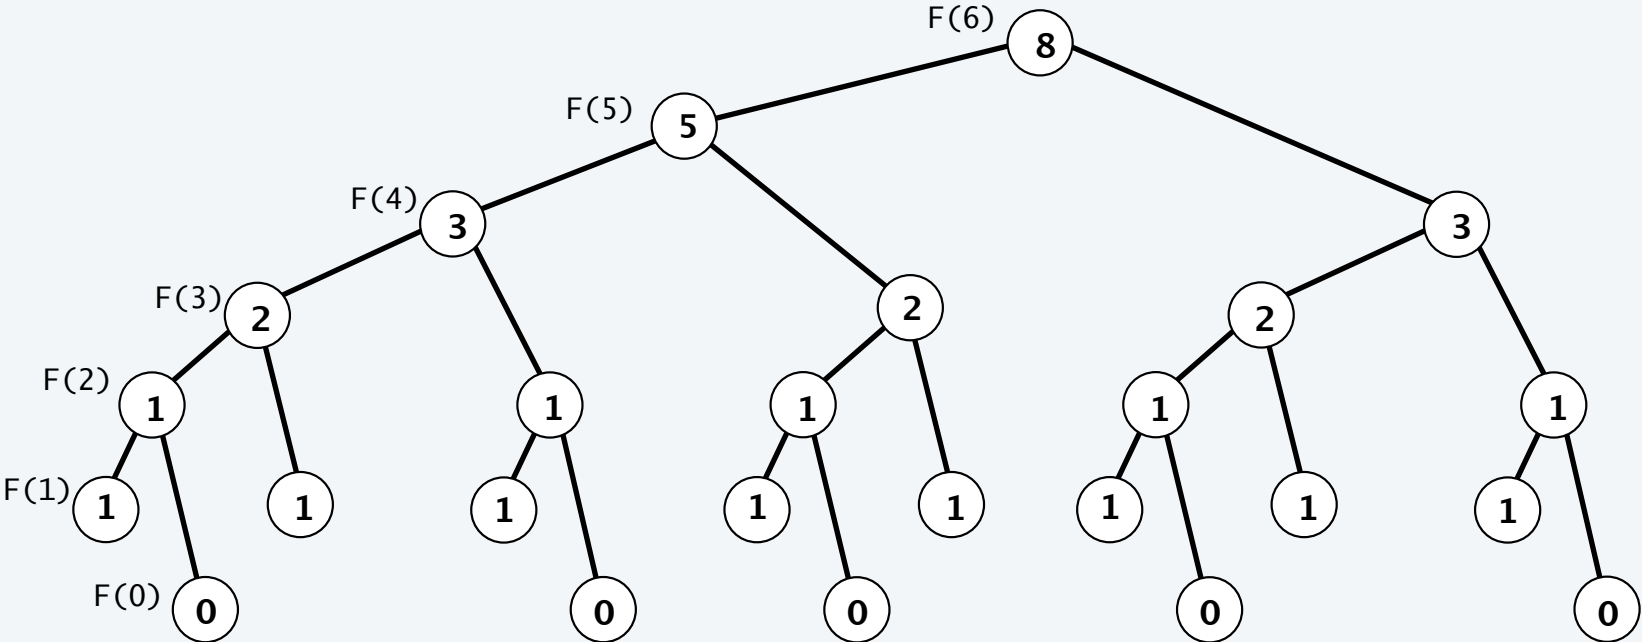 F(6) 8
F(5) 5
F(4) 3 3
F(3) 2 2 2
F(2) 1 1 1 1 1
F(1) 1 1 1 1 1 1 1 1
F(0) 0 0 0 0 0